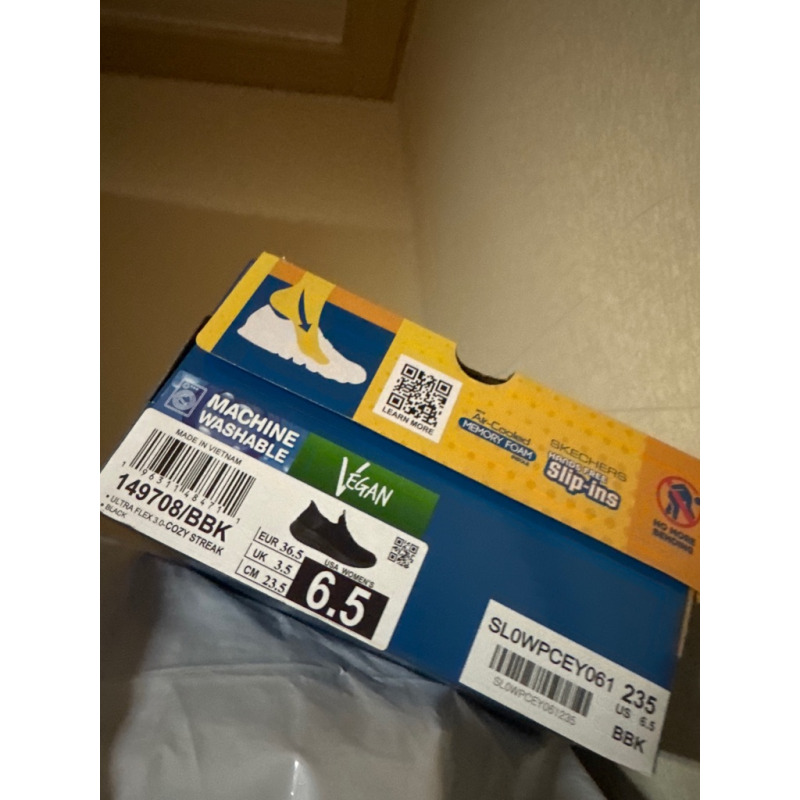 LEARN MORE
Air-Cooled
MEMORY FOAM
SKECHERS
HANDS FREE
Slip-ins
NO MORE
BENDING
MACHINE
WASHABLE
VEGAN
MADE IN VIETNAM
149708/BBK
• ULTRA FLEX 3.0-COZY STREAK
• BLACK
EUR 36.5
UK 3.5
CM 23.5
USA WOMEN'S
6.5
SL0WPCEY061 235
SL0WPCEY061235
US 6.5
BBK